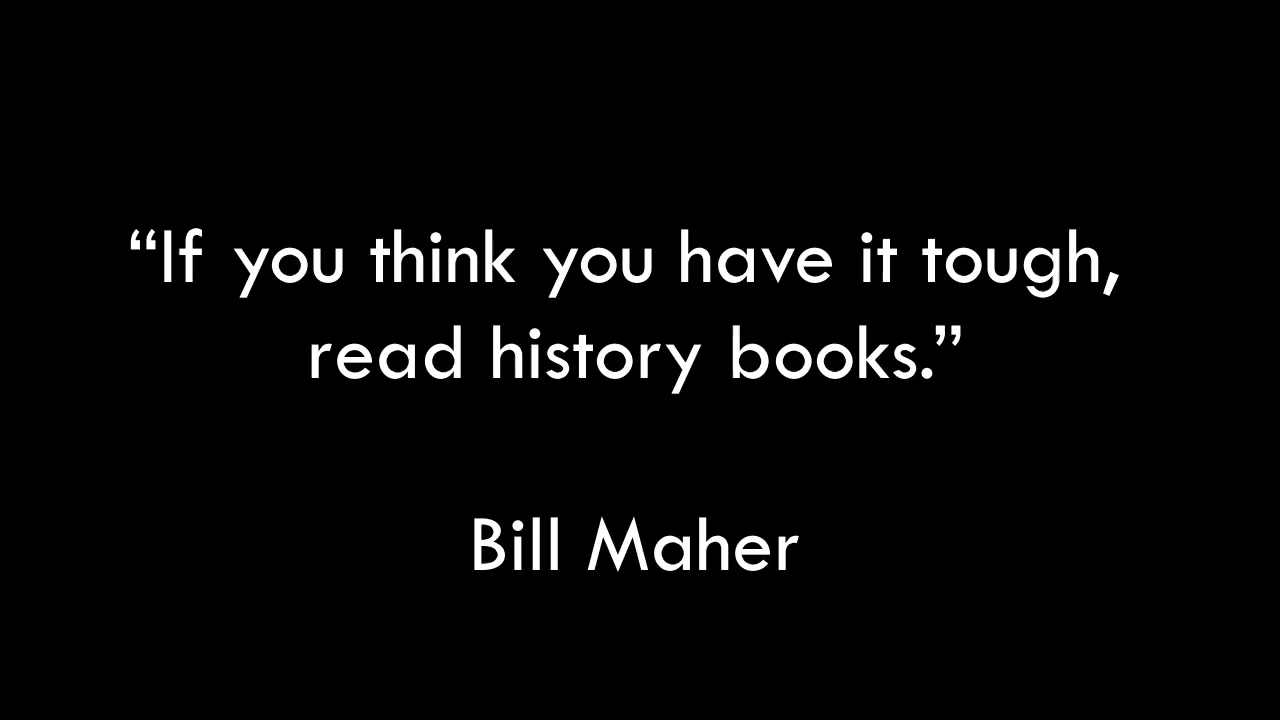 “If you think you have it tough,
read history books.”
Bill Maher